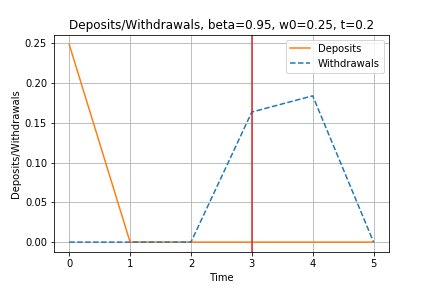 Deposits/Withdrawals, beta=0.95, w0=0.25, t=0.2
Deposits
Withdrawals
Deposits/Withdrawals
0.25
0.20
0.15
0.10
0.05
0.00
0 1 2 3 4 5
Time